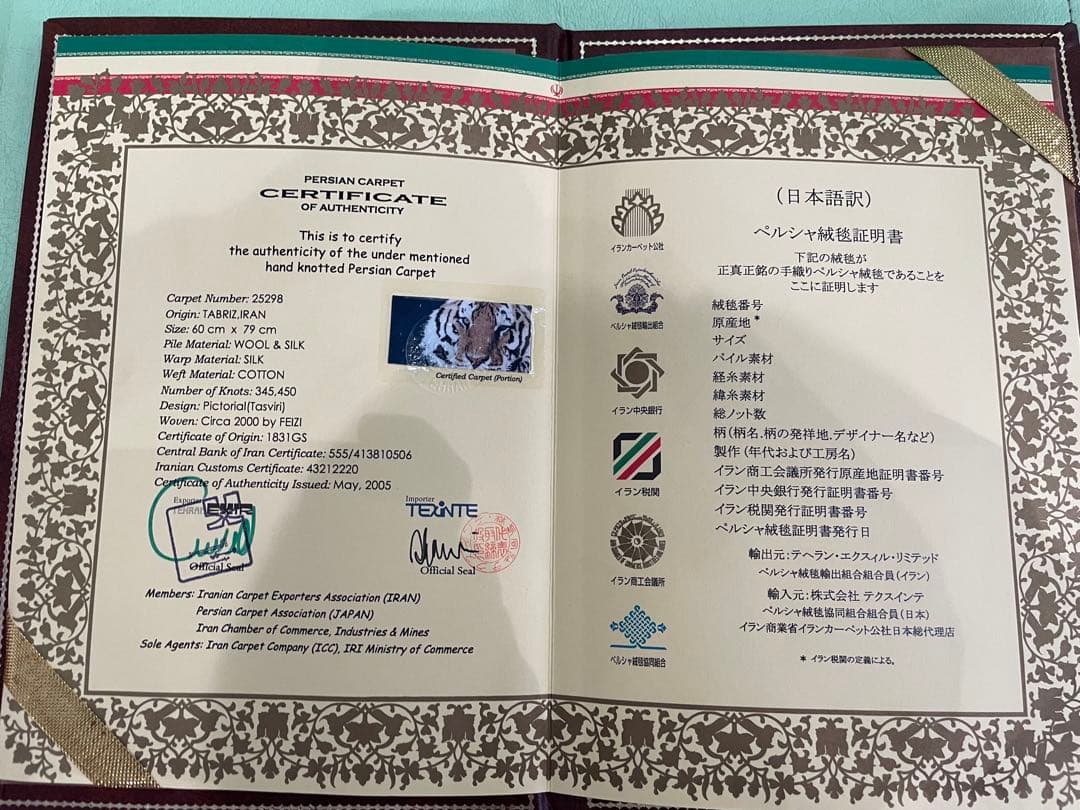 PERSIAN CARPET
CERTIFICATE
OF AUTHENTICITY
This is to certify
the authenticity of the under mentioned
hand knotted Persian Carpet
Carpet Number: 25298
Origin: TABRIZ,IRAN
Size: 60 cm x 79 cm
Pile Material: WOOL & SILK
Warp Material: SILK
Weft Material: COTTON
Number of Knots: 345,450
Design: Pictorial(Tasviri)
Woven: Circa 2000 by FEIZI
Certificate of Origin: 1831GS
Central Bank of Iran Certificate: 555/413810506
Iranian Customs Certificate: 43212220
Certificate of Authenticity Issued: May, 2005
Certified Carpet (Portion)
Exporter
TEHRAN EXIR
Official Seal
Importer
TEXINTE
Official Seal
Members: Iranian Carpet Exporters Association (IRAN)
Persian Carpet Association (JAPAN)
Iran Chamber of Commerce, Industries & Mines
Sole Agents: Iran Carpet Company (ICC), IRI Ministry of Commerce
(日本語訳)
ペルシャ絨毯証明書
下記の絨毯が
正真正銘の手織りペルシャ絨毯であることを
ここに証明します
絨毯番号
原産地*
サイズ
パイル素材
経糸素材
緯糸素材
総ノット数
柄(柄名.柄の発祥地.デザイナー名など)
製作(年代および工房名)
イラン商工会議所発行原産地証明書番号
イラン中央銀行発行証明書番号
イラン税関発行証明書番号
ペルシャ絨毯証明書発行日
輸出元:テヘラン・エクスィル・リミテッド
ペルシャ絨毯輸出組合組合員(イラン)
輸入元:株式会社 テクスインテ
ペルシャ絨毯協同組合組合員(日本)
イラン商業省イランカーペット公社日本総代理店
* イラン税関の定義による。
イランカーペット公社
ペルシャ絨毯輸出組合
イラン中央銀行
イラン税関
イラン商工会議所
ペルシャ絨毯協同組合